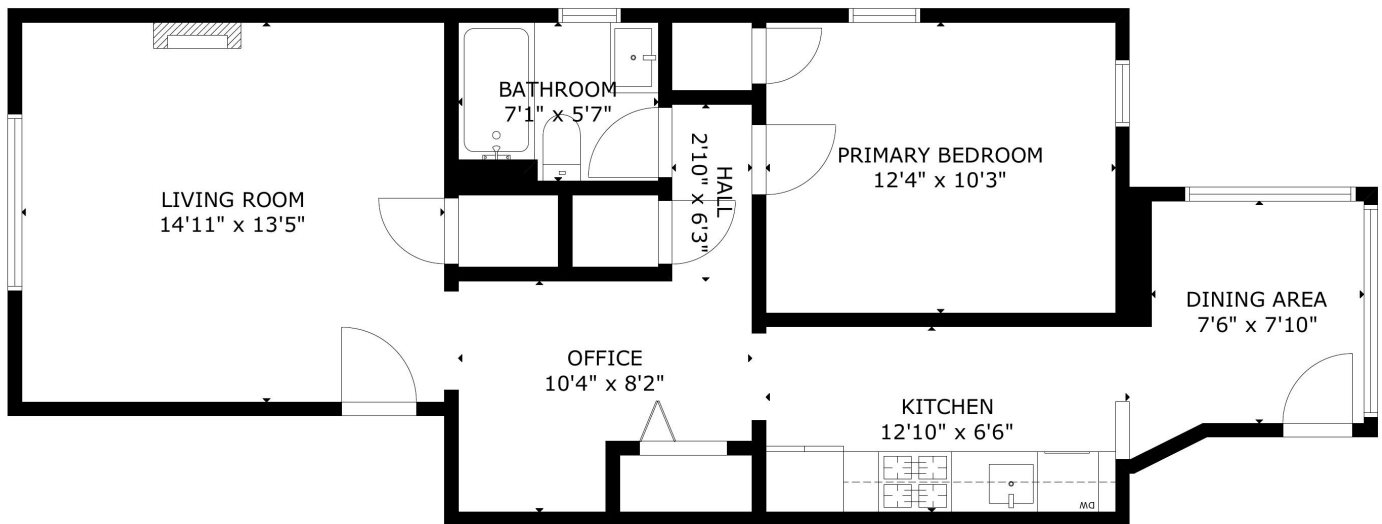 BATHROOM
7'1" x 5'7"
HALL
2'10" x 6'3"
PRIMARY BEDROOM
12'4" x 10'3"
LIVING ROOM
14'11" x 13'5"
DINING AREA
7'6" x 7'10"
OFFICE
10'4" x 8'2"
KITCHEN
12'10" x 6'6"
DW